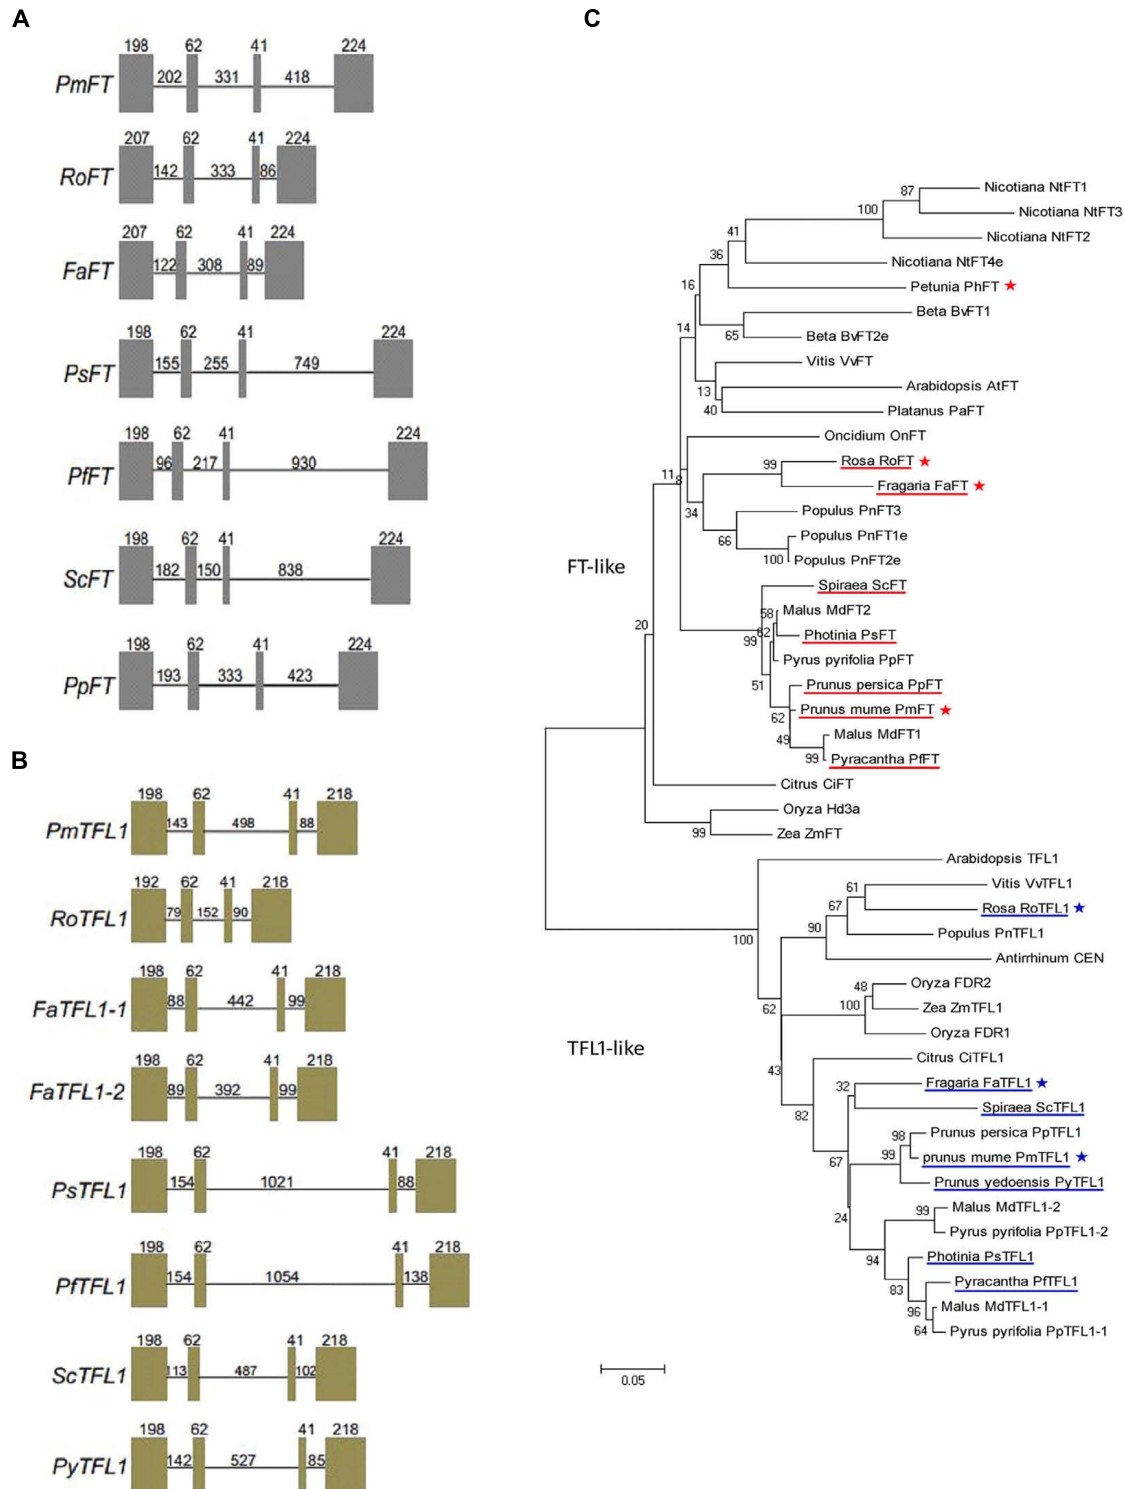 A
198 62 41 224
PmFT 202 331 418
207 62 41 224
RoFT 142 333 86
207 62 41 224
FaFT 122 308 89
198 62 41 224
PsFT 155 255 749
198 62 41 224
PfFT 96 217 930
198 62 41 224
ScFT 182 150 838
198 62 41 224
PpFT 193 333 423
B
198 62 41 218
PmTFL1 143 498 88
192 62 41 218
RoTFL1 79 152 90
198 62 41 218
FaTFL1-1 88 442 99
198 62 41 218
FaTFL1-2 89 392 99
198 62 41 218
PsTFL1 154 1021 88
198 62 41 218
PfTFL1 154 1054 138
198 62 41 218
ScTFL1 113 487 102
198 62 41 218
PyTFL1 142 527 85
C
87 Nicotiana NtFT1
100 Nicotiana NtFT3
Nicotiana NtFT2
41
36 Nicotiana NtFT4e
16 Petunia PhFT ★
Beta BvFT1
14
65 Beta BvFT2e
Vitis VvFT
13 Arabidopsis AtFT
40 Platanus PaFT
Oncidium OnFT
99 Rosa RoFT ★
11 8 Fragaria FaFT ★
34 Populus PnFT3
66 Populus PnFT1e
100 Populus PnFT2e
FT-like
Spiraea ScFT
58 Malus MdFT2
20 62 Photinia PsFT
99
Pyrus pyrifolia PpFT
51 Prunus persica PpFT
62 Prunus mume PmFT ★
49 Malus MdFT1
99 Pyracantha PfFT
Citrus CiFT
Oryza Hd3a
99 Zea ZmFT
Arabidopsis TFL1
61 Vitis VvTFL1
67 Rosa RoTFL1 ★
90 Populus PnTFL1
100
Antirrhinum CEN
48 Oryza FDR2
100 Zea ZmTFL1
62
Oryza FDR1
TFL1-like
Citrus CiTFL1
43
32 Fragaria FaTFL1 ★
82 Spiraea ScTFL1
98 Prunus persica PpTFL1
67 99 prunus mume PmTFL1 ★
Prunus yedoensis PyTFL1
99 Malus MdTFL1-2
24
Pyrus pyrifolia PpTFL1-2
94 Photinia PsTFL1
83 Pyracantha PfTFL1
96 Malus MdTFL1-1
64 Pyrus pyrifolia PpTFL1-1
0.05